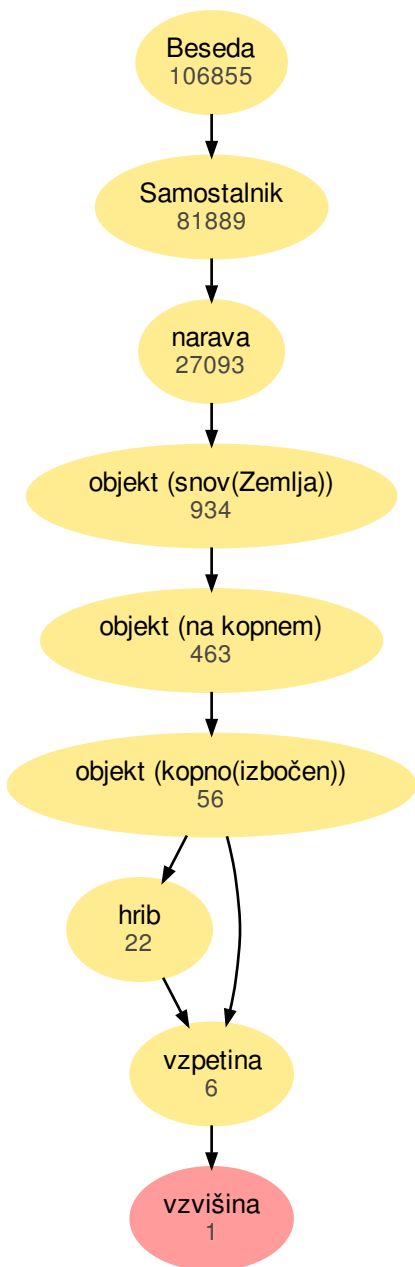 Beseda
106855
Samostalnik
81889
narava
27093
objekt (snov(Zemlja))
934
objekt (na kopnem)
463
objekt (kopno(izbočen))
56
hrib
22
vzpetina
6
vzvišina
1